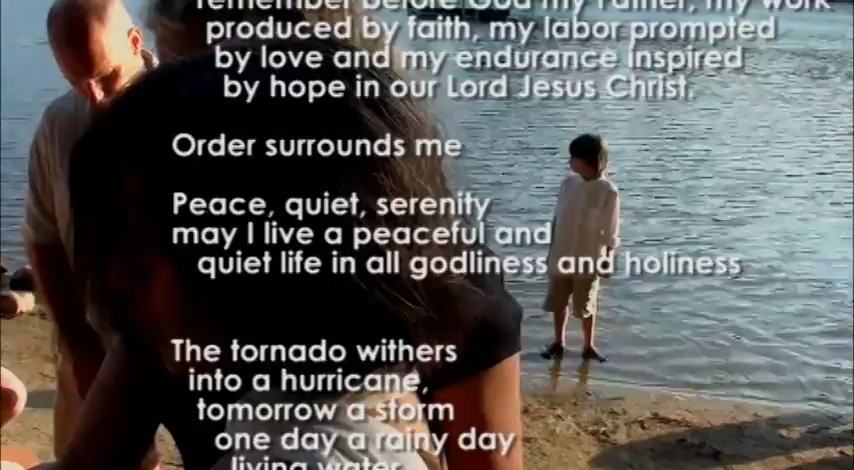 remember before God my Father, my work
produced by faith, my labor prompted
by love and my endurance inspired
by hope in our Lord Jesus Christ.
Order surrounds me
Peace, quiet, serenity
may I live a peaceful and
quiet life in all godliness and holiness
The tornado withers
into a hurricane,
tomorrow a storm
one day a rainy day
living water